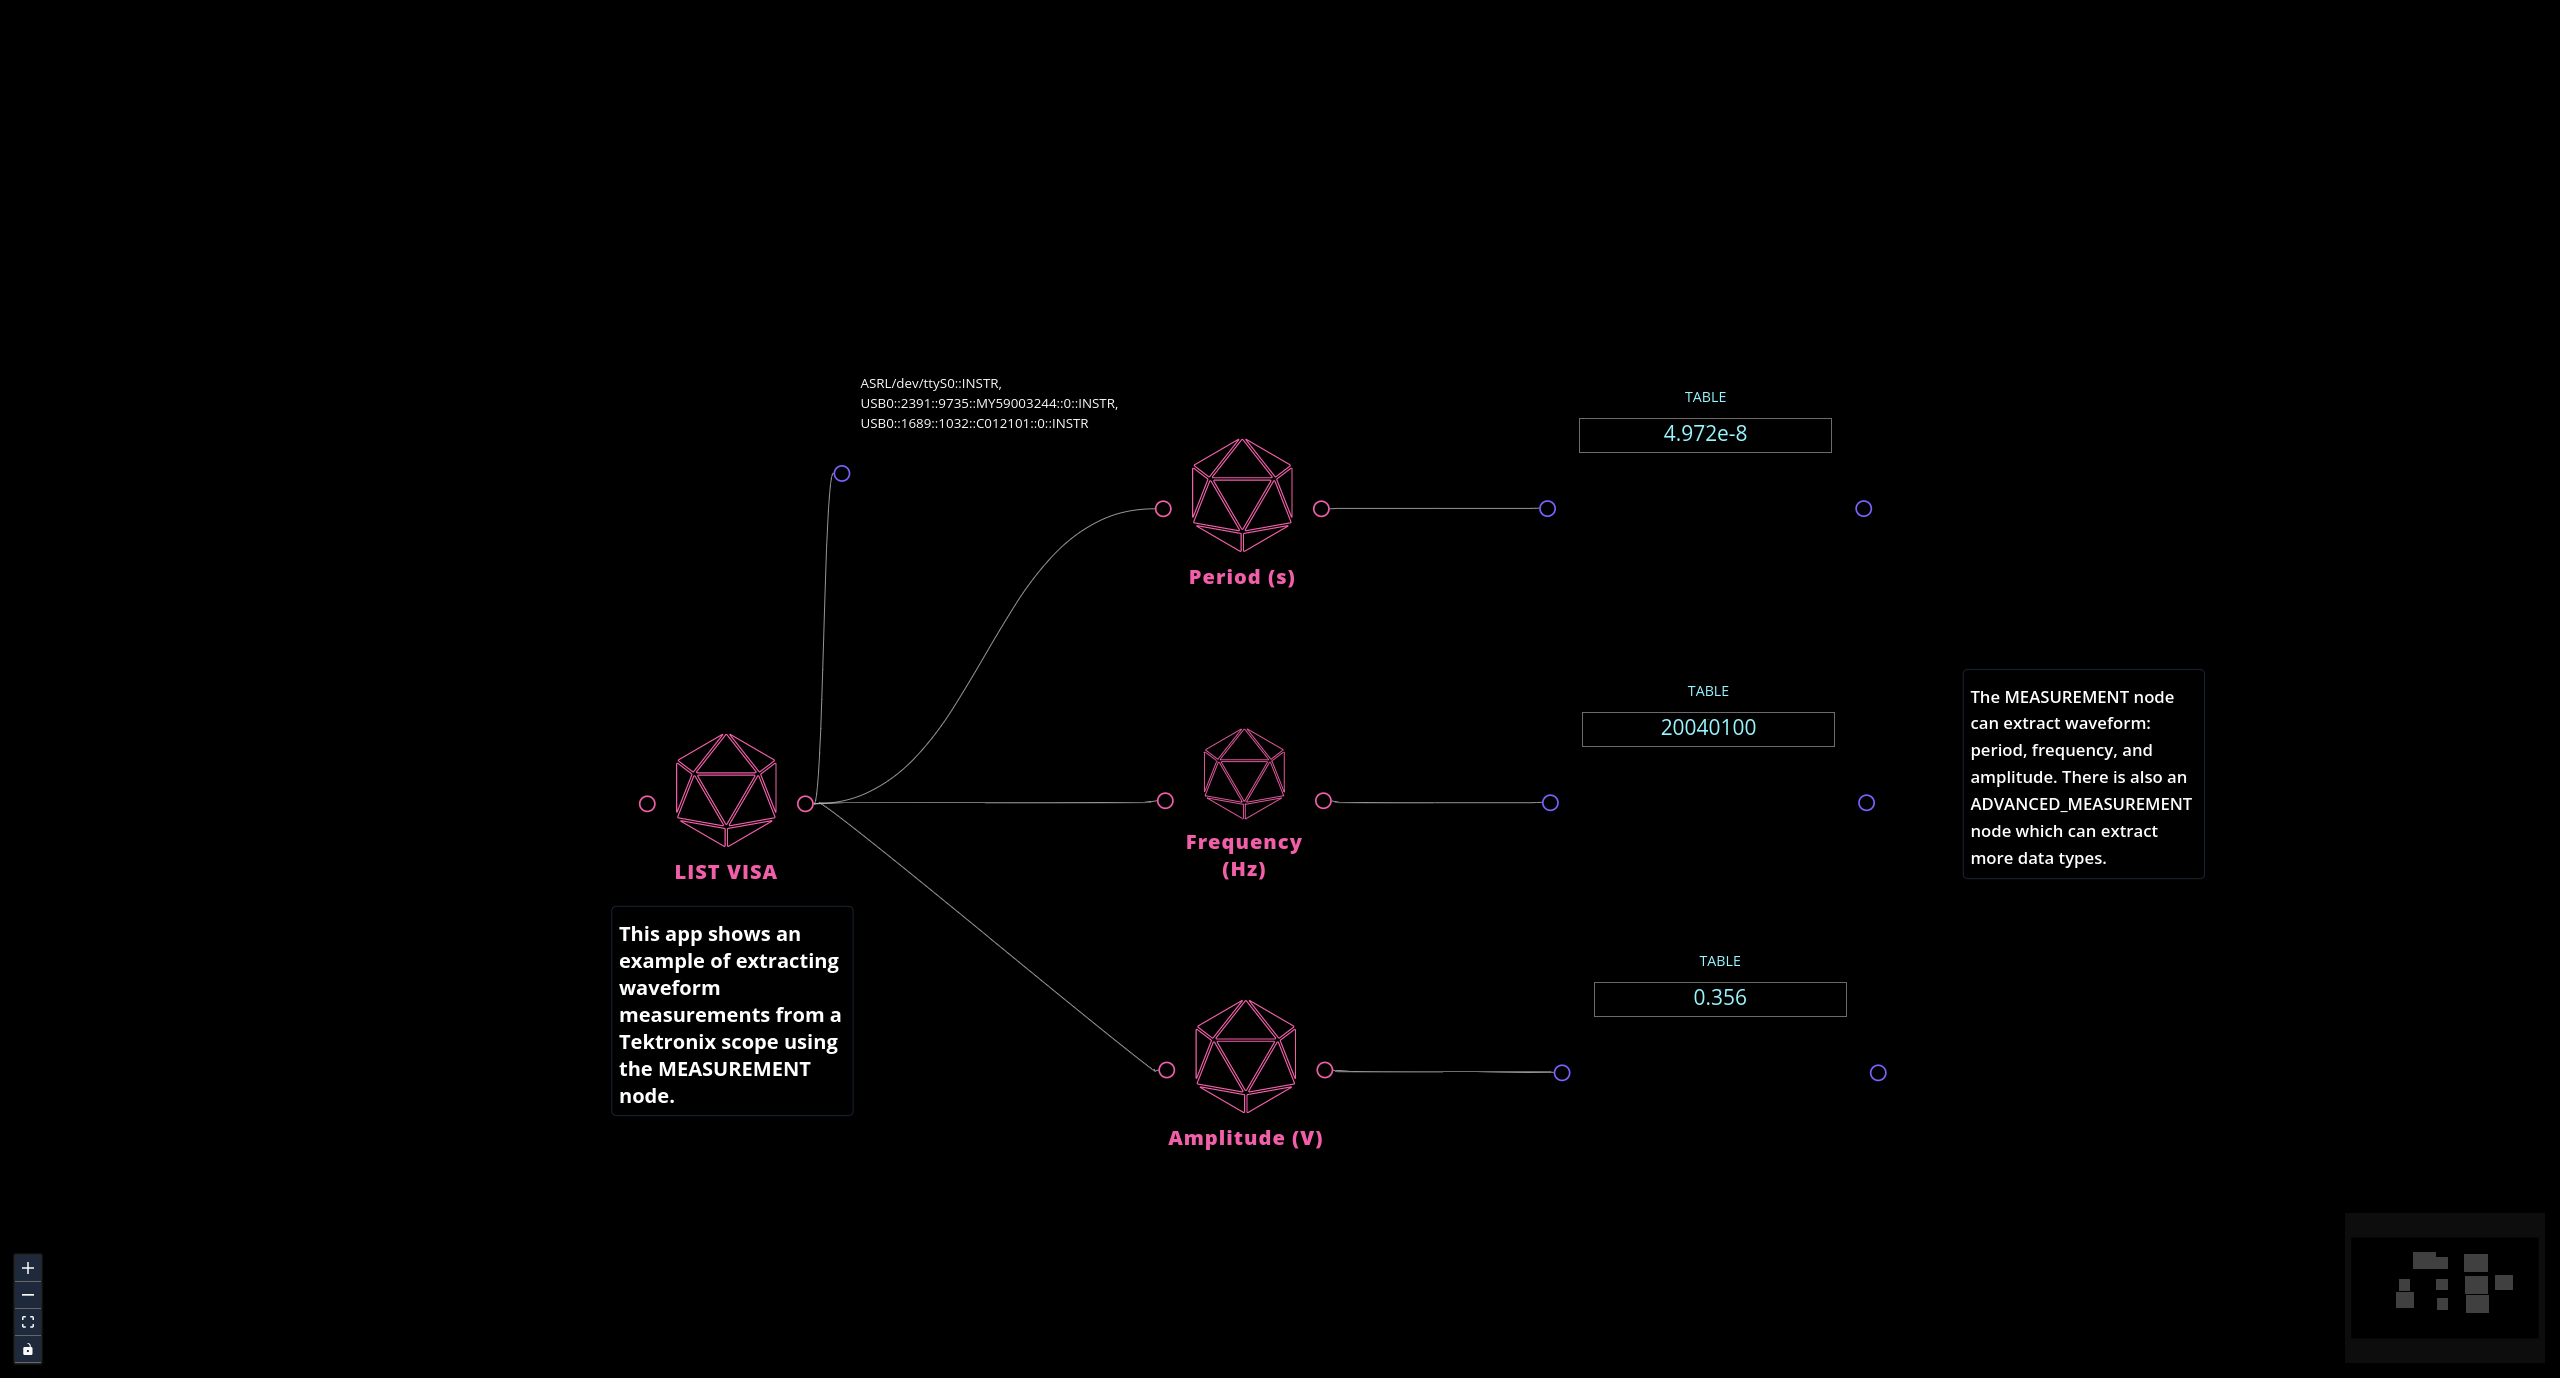 ASRL/dev/ttyS0::INSTR,
USB0::2391::9735::MY59003244::0::INSTR,
USB0::1689::1032::C012101::0::INSTR
TABLE
4.972e-8
Period (s)
TABLE
20040100
The MEASUREMENT node
can extract waveform:
period, frequency, and
amplitude. There is also an
ADVANCED_MEASUREMENT
node which can extract
more data types.
LIST VISA
Frequency
(Hz)
This app shows an
example of extracting
waveform
measurements from a
Tektronix scope using
the MEASUREMENT
node.
TABLE
0.356
Amplitude (V)